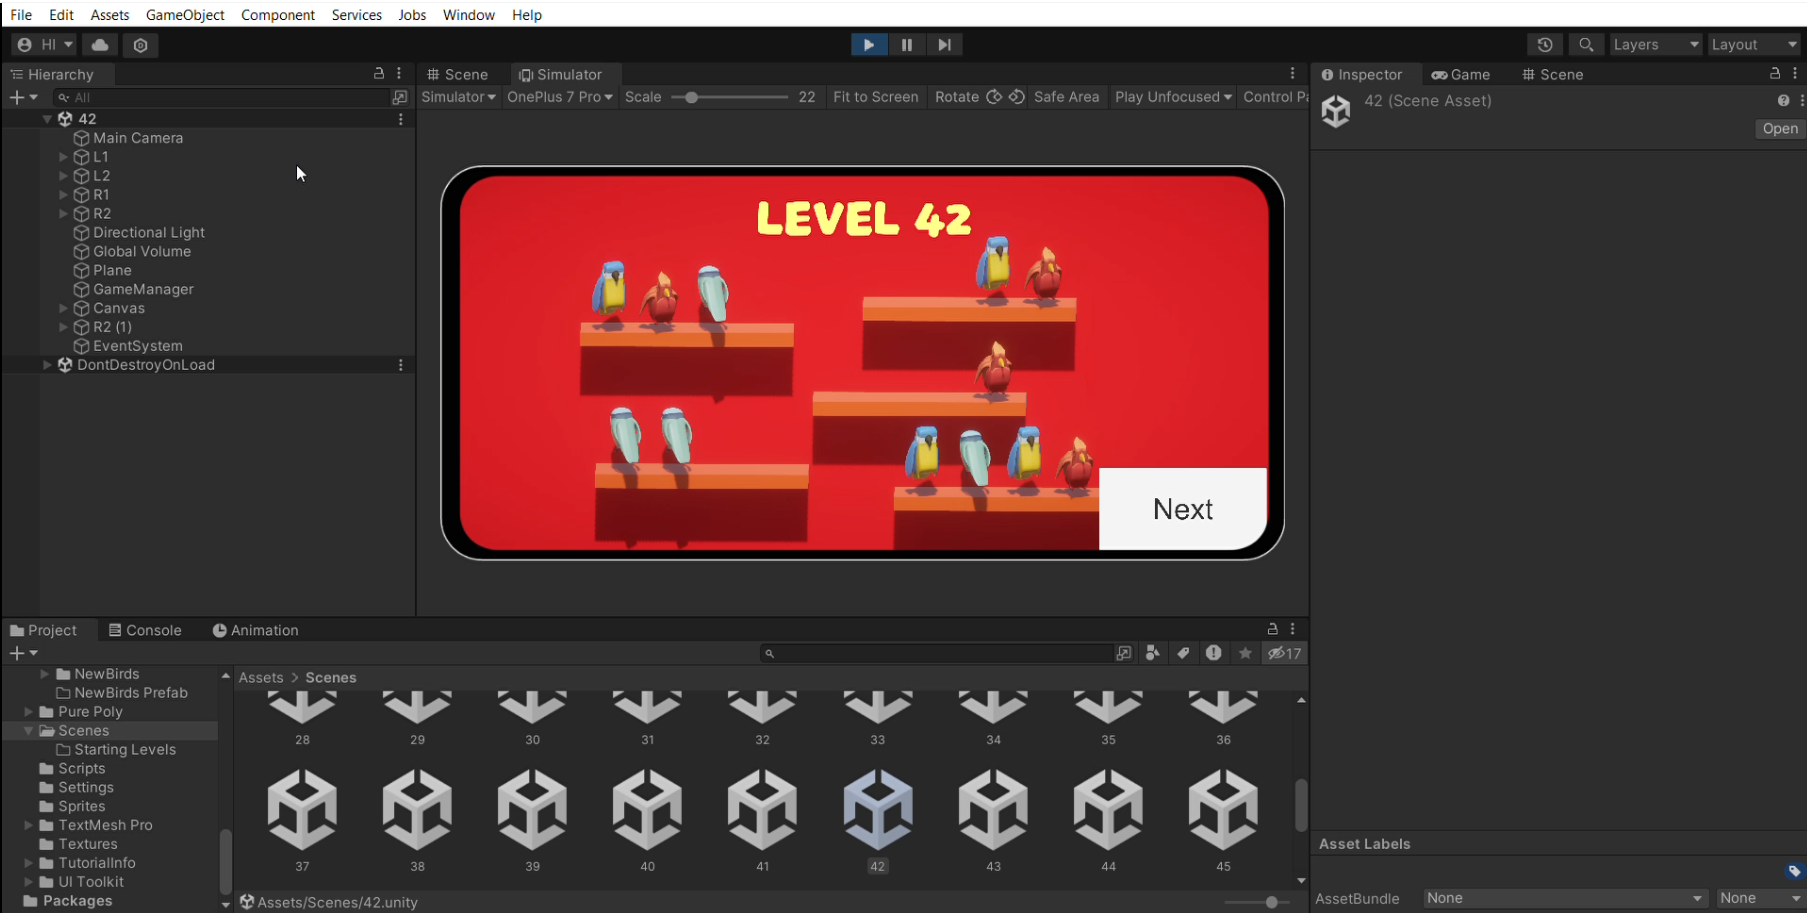 File Edit Assets GameObject Component Services Jobs Window Help
HI Layers Layout
Hierarchy Scene Simulator Inspector Game Scene
All Simulator OnePlus 7 Pro Scale 22 Fit to Screen Rotate Safe Area Play Unfocused Control Pa
42 (Scene Asset)
Open
42
Main Camera
L1
L2
R1
R2
Directional Light
Global Volume
Plane
GameManager
Canvas
R2 (1)
EventSystem
DontDestroyOnLoad
LEVEL 42
Next
Project Console Animation
17
NewBirds
NewBirds Prefab
Pure Poly
Scenes
Starting Levels
Scripts
Settings
Sprites
TextMesh Pro
Textures
TutorialInfo
UI Toolkit
Packages
Assets > Scenes
28 29 30 31 32 33 34 35 36
37 38 39 40 41 42 43 44 45
Assets/Scenes/42.unity
Asset Labels
AssetBundle None None